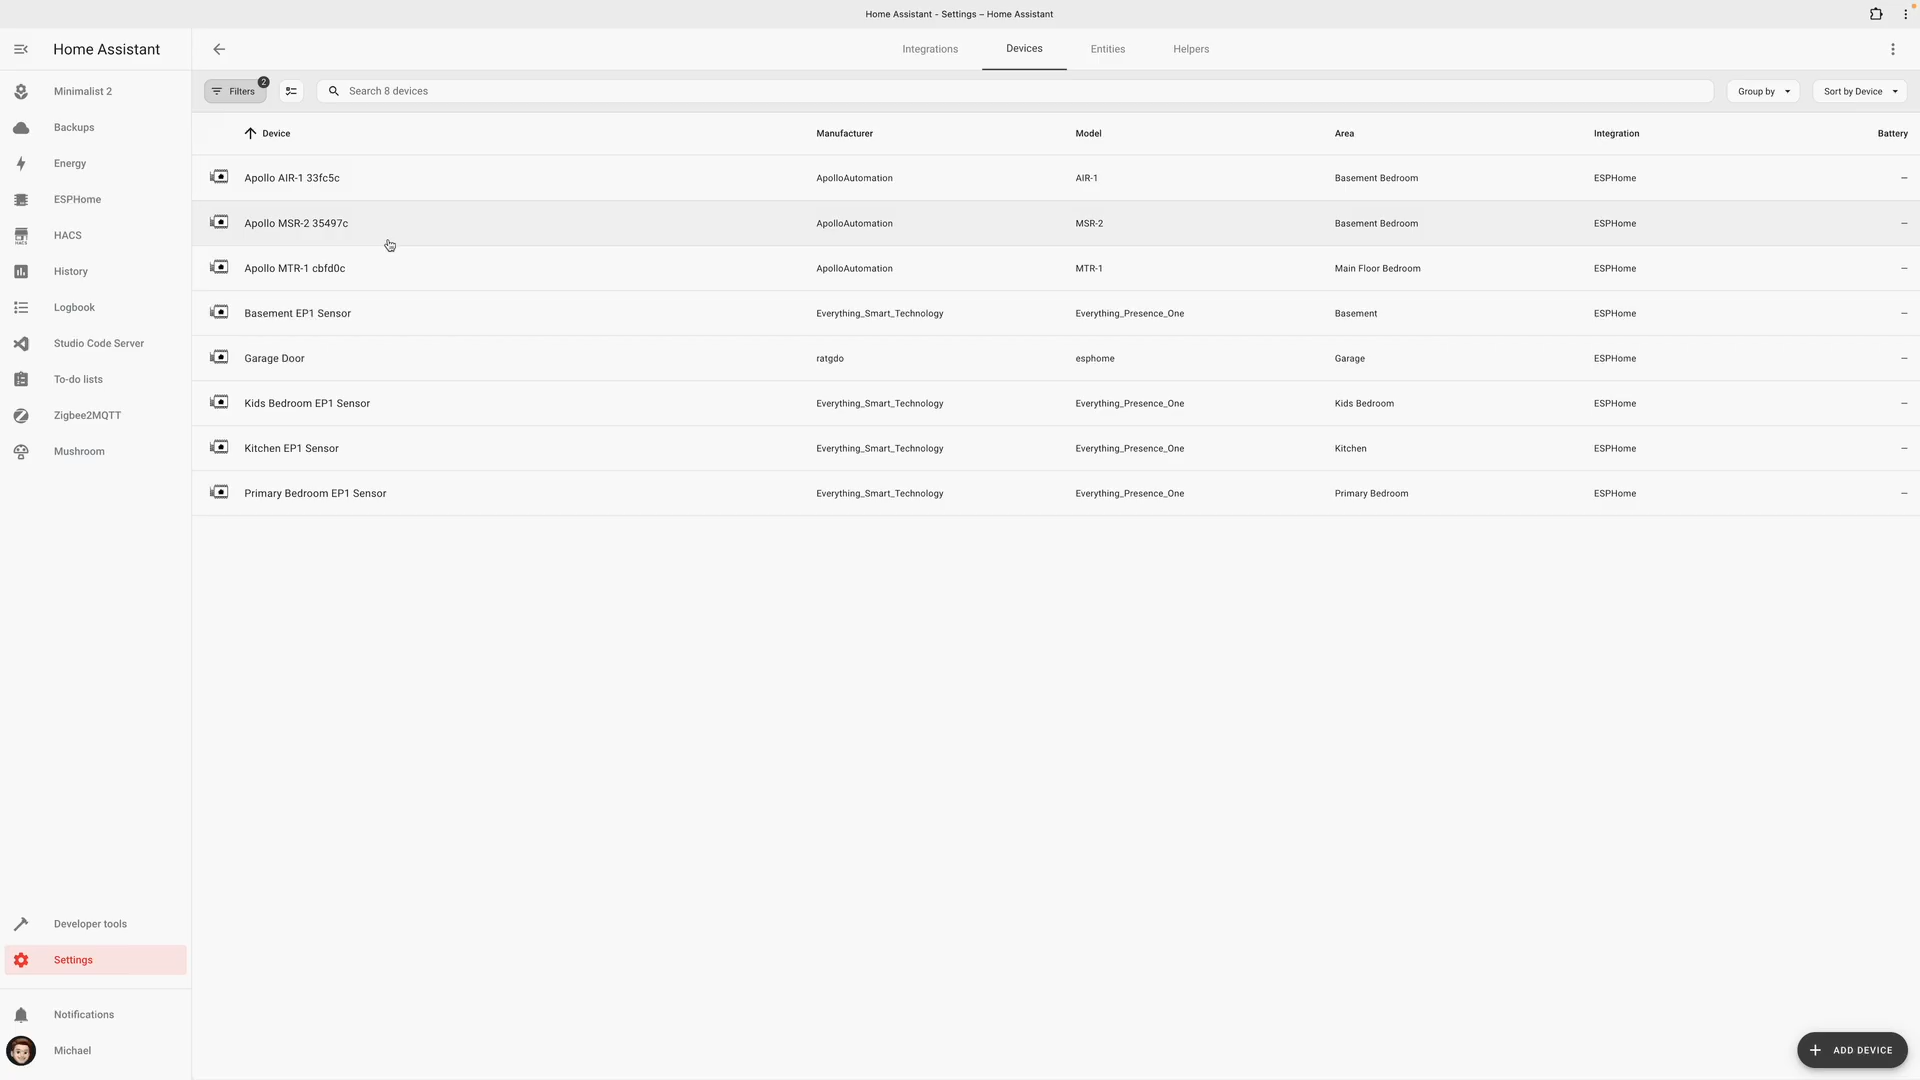 Home Assistant - Settings – Home Assistant
Home Assistant
Integrations Devices Entities Helpers
Filters 2 Search 8 devices Group by Sort by Device
Minimalist 2
Backups
Energy
ESPHome
HACS
HACS
History
Logbook
Studio Code Server
To-do lists
Zigbee2MQTT
Mushroom
Developer tools
Settings
Notifications
Michael
Device Manufacturer Model Area Integration Battery
Apollo AIR-1 33fc5c ApolloAutomation AIR-1 Basement Bedroom ESPHome —
Apollo MSR-2 35497c ApolloAutomation MSR-2 Basement Bedroom ESPHome —
Apollo MTR-1 cbfd0c ApolloAutomation MTR-1 Main Floor Bedroom ESPHome —
Basement EP1 Sensor Everything_Smart_Technology Everything_Presence_One Basement ESPHome —
Garage Door ratgdo esphome Garage ESPHome —
Kids Bedroom EP1 Sensor Everything_Smart_Technology Everything_Presence_One Kids Bedroom ESPHome —
Kitchen EP1 Sensor Everything_Smart_Technology Everything_Presence_One Kitchen ESPHome —
Primary Bedroom EP1 Sensor Everything_Smart_Technology Everything_Presence_One Primary Bedroom ESPHome —
ADD DEVICE